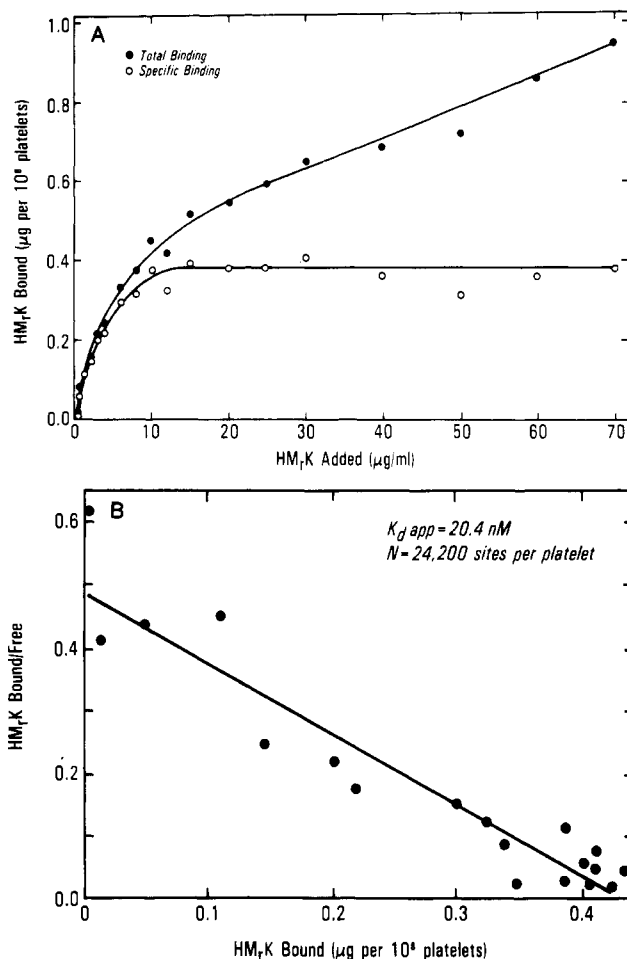 A
● Total Binding
○ Specific Binding
HMrK Bound (µg per 10⁸ platelets)
1.0
0.8
0.6
0.4
0.2
0.0
0 10 20 30 40 50 60 70
HMrK Added (µg/ml)
B
Kd app = 20.4 nM
N = 24,200 sites per platelet
HMrK Bound/Free
0.6
0.4
0.2
0.0
0 0.1 0.2 0.3 0.4
HMrK Bound (µg per 10⁸ platelets)